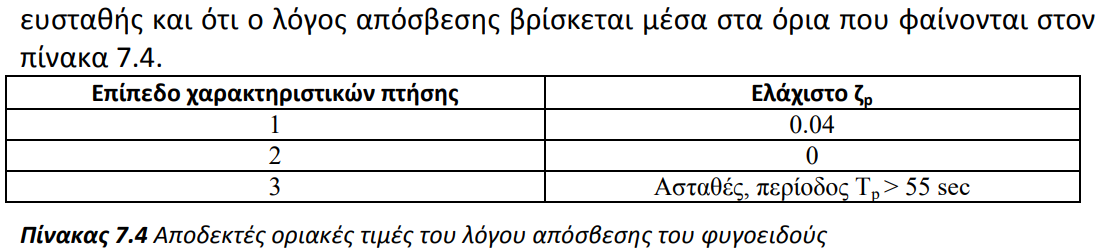 ευσταθής και ότι ο λόγος απόσβεσης βρίσκεται μέσα στα όρια που φαίνονται στον
πίνακα 7.4.
Επίπεδο χαρακτηριστικών πτήσης Ελάχιστο ζp
1 0.04
2 0
3 Ασταθές, περίοδος Tp > 55 sec
Πίνακας 7.4 Αποδεκτές οριακές τιμές του λόγου απόσβεσης του φυγοειδούς